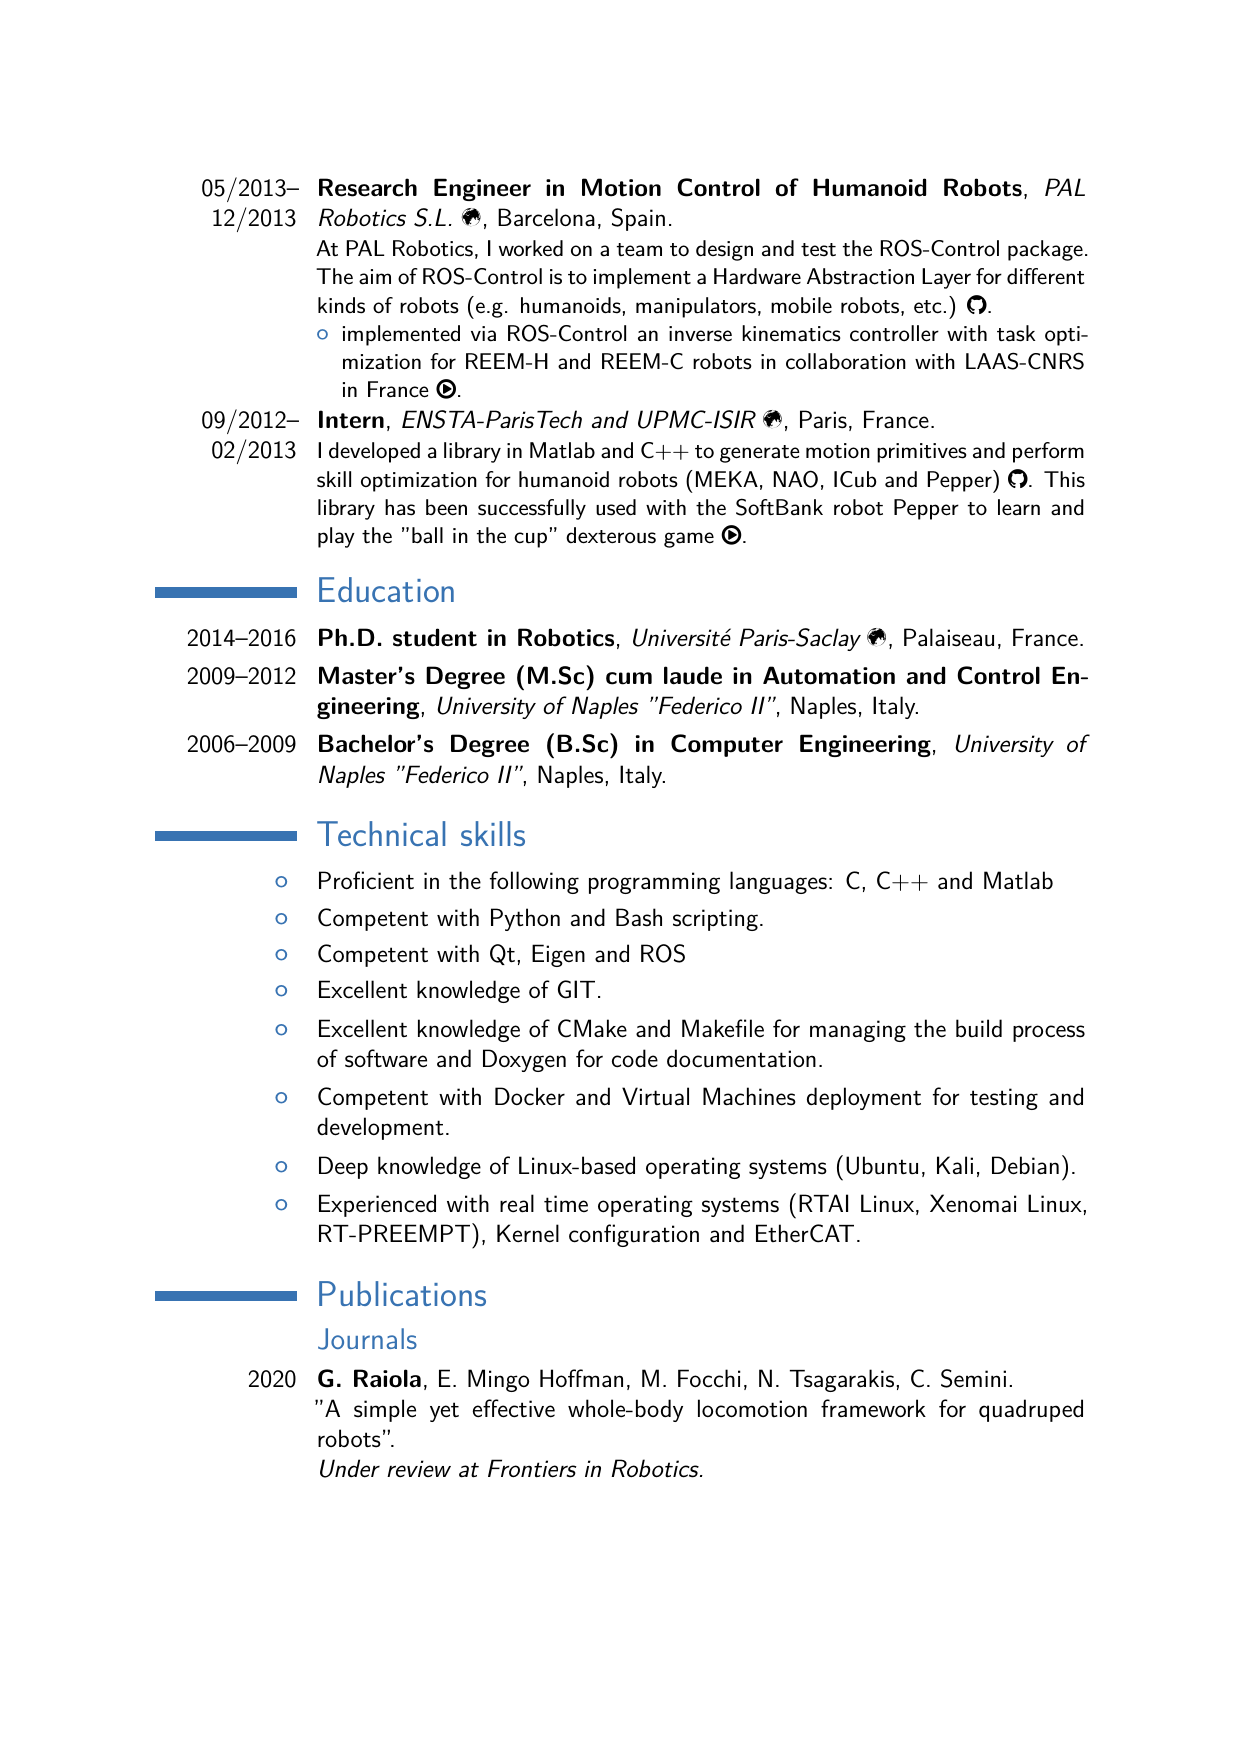 05/2013– Research Engineer in Motion Control of Humanoid Robots, PAL
12/2013 Robotics S.L. , Barcelona, Spain.
At PAL Robotics, I worked on a team to design and test the ROS-Control package.
The aim of ROS-Control is to implement a Hardware Abstraction Layer for different
kinds of robots (e.g. humanoids, manipulators, mobile robots, etc.) .
implemented via ROS-Control an inverse kinematics controller with task opti-
mization for REEM-H and REEM-C robots in collaboration with LAAS-CNRS
in France .
09/2012– Intern, ENSTA-ParisTech and UPMC-ISIR , Paris, France.
02/2013 I developed a library in Matlab and C++ to generate motion primitives and perform
skill optimization for humanoid robots (MEKA, NAO, ICub and Pepper) . This
library has been successfully used with the SoftBank robot Pepper to learn and
play the ”ball in the cup” dexterous game .
Education
2014–2016 Ph.D. student in Robotics, Université Paris-Saclay , Palaiseau, France.
2009–2012 Master’s Degree (M.Sc) cum laude in Automation and Control En-
gineering, University of Naples ”Federico II”, Naples, Italy.
2006–2009 Bachelor’s Degree (B.Sc) in Computer Engineering, University of
Naples ”Federico II”, Naples, Italy.
Technical skills
Proficient in the following programming languages: C, C++ and Matlab
Competent with Python and Bash scripting.
Competent with Qt, Eigen and ROS
Excellent knowledge of GIT.
Excellent knowledge of CMake and Makefile for managing the build process
of software and Doxygen for code documentation.
Competent with Docker and Virtual Machines deployment for testing and
development.
Deep knowledge of Linux-based operating systems (Ubuntu, Kali, Debian).
Experienced with real time operating systems (RTAI Linux, Xenomai Linux,
RT-PREEMPT), Kernel configuration and EtherCAT.
Publications
Journals
2020 G. Raiola, E. Mingo Hoffman, M. Focchi, N. Tsagarakis, C. Semini.
”A simple yet effective whole-body locomotion framework for quadruped
robots”.
Under review at Frontiers in Robotics.